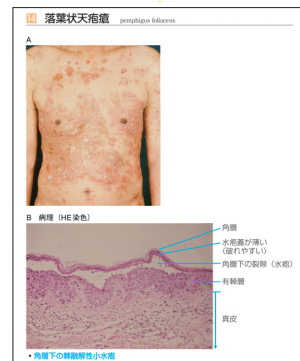 14 落葉状天疱瘡 pemphigus foliaceus
A
B 病理（HE染色）
角層
水疱蓋が薄い
（破れやすい）
角層下の裂隙（水疱）
有棘層
真皮
• 角層下の棘融解性小水疱